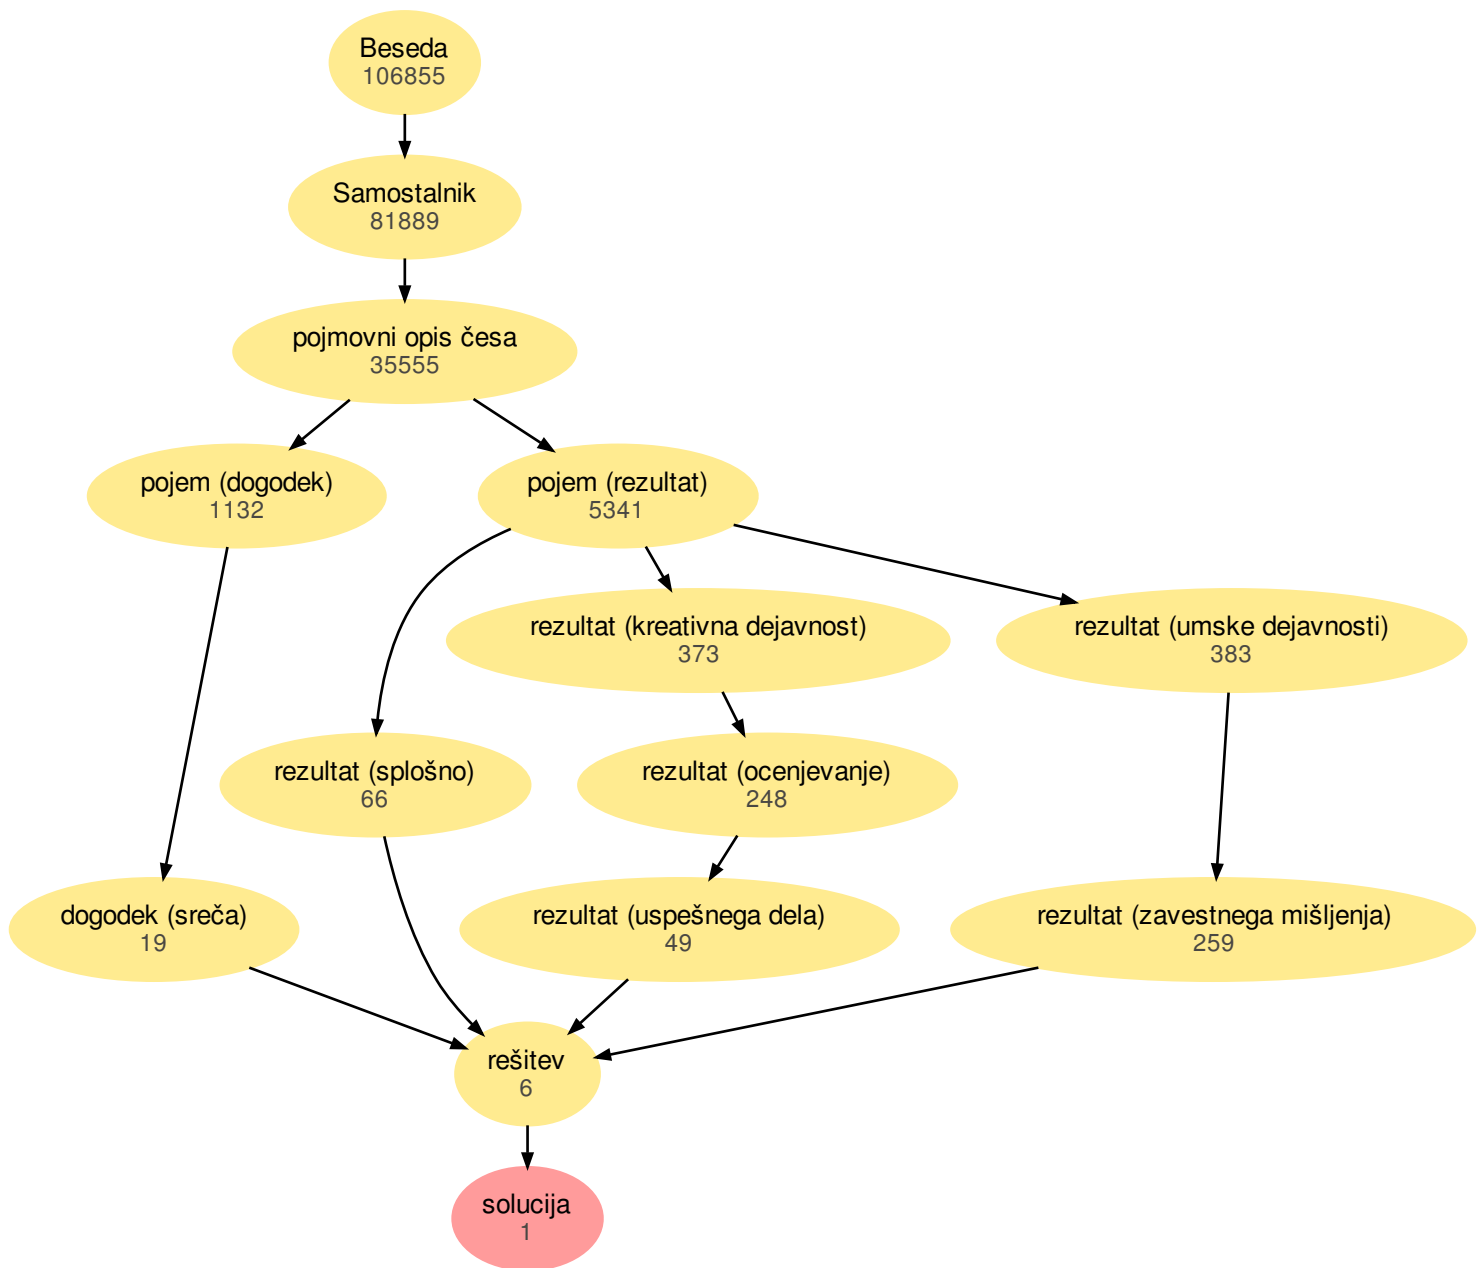 Beseda
106855
Samostalnik
81889
pojmovni opis česa
35555
pojem (dogodek)
1132
pojem (rezultat)
5341
rezultat (kreativna dejavnost)
373
rezultat (umske dejavnosti)
383
rezultat (splošno)
66
rezultat (ocenjevanje)
248
dogodek (sreča)
19
rezultat (uspešnega dela)
49
rezultat (zavestnega mišljenja)
259
rešitev
6
solucija
1